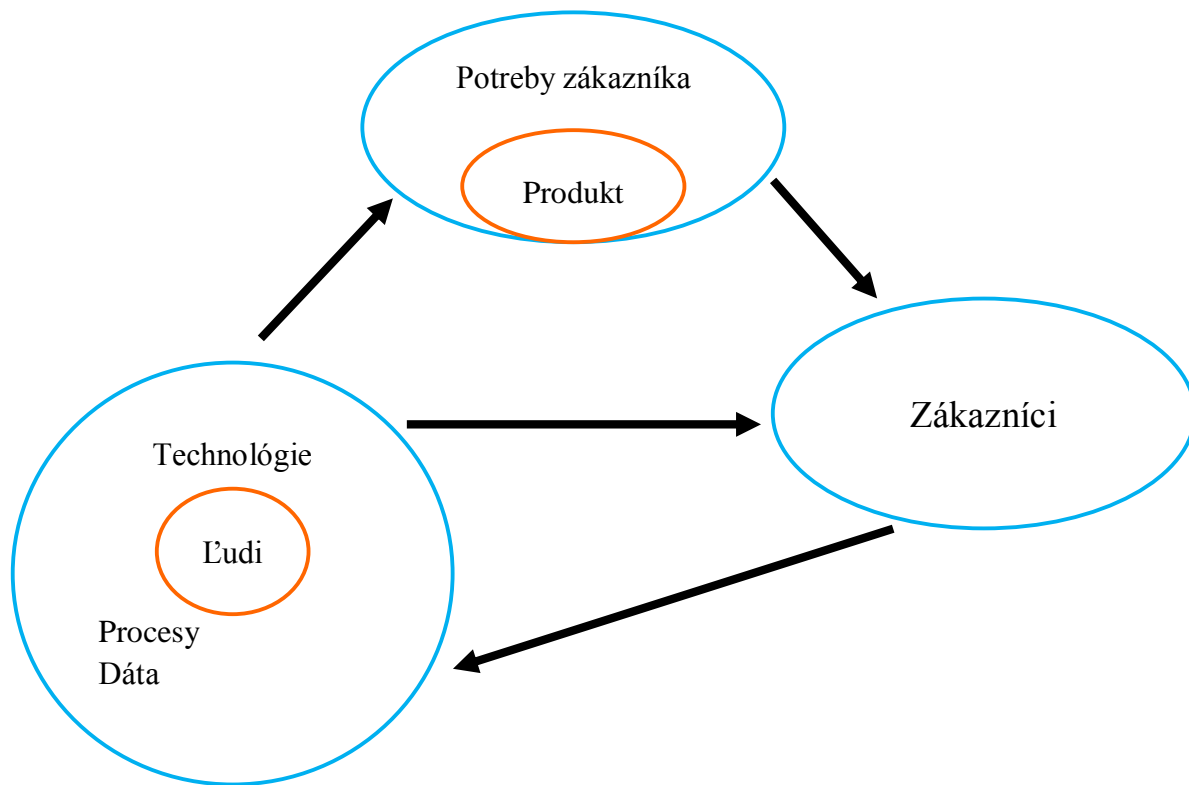 Potreby zákazníka
Produkt
Zákazníci
Technológie
Ľudi
Procesy
Dáta